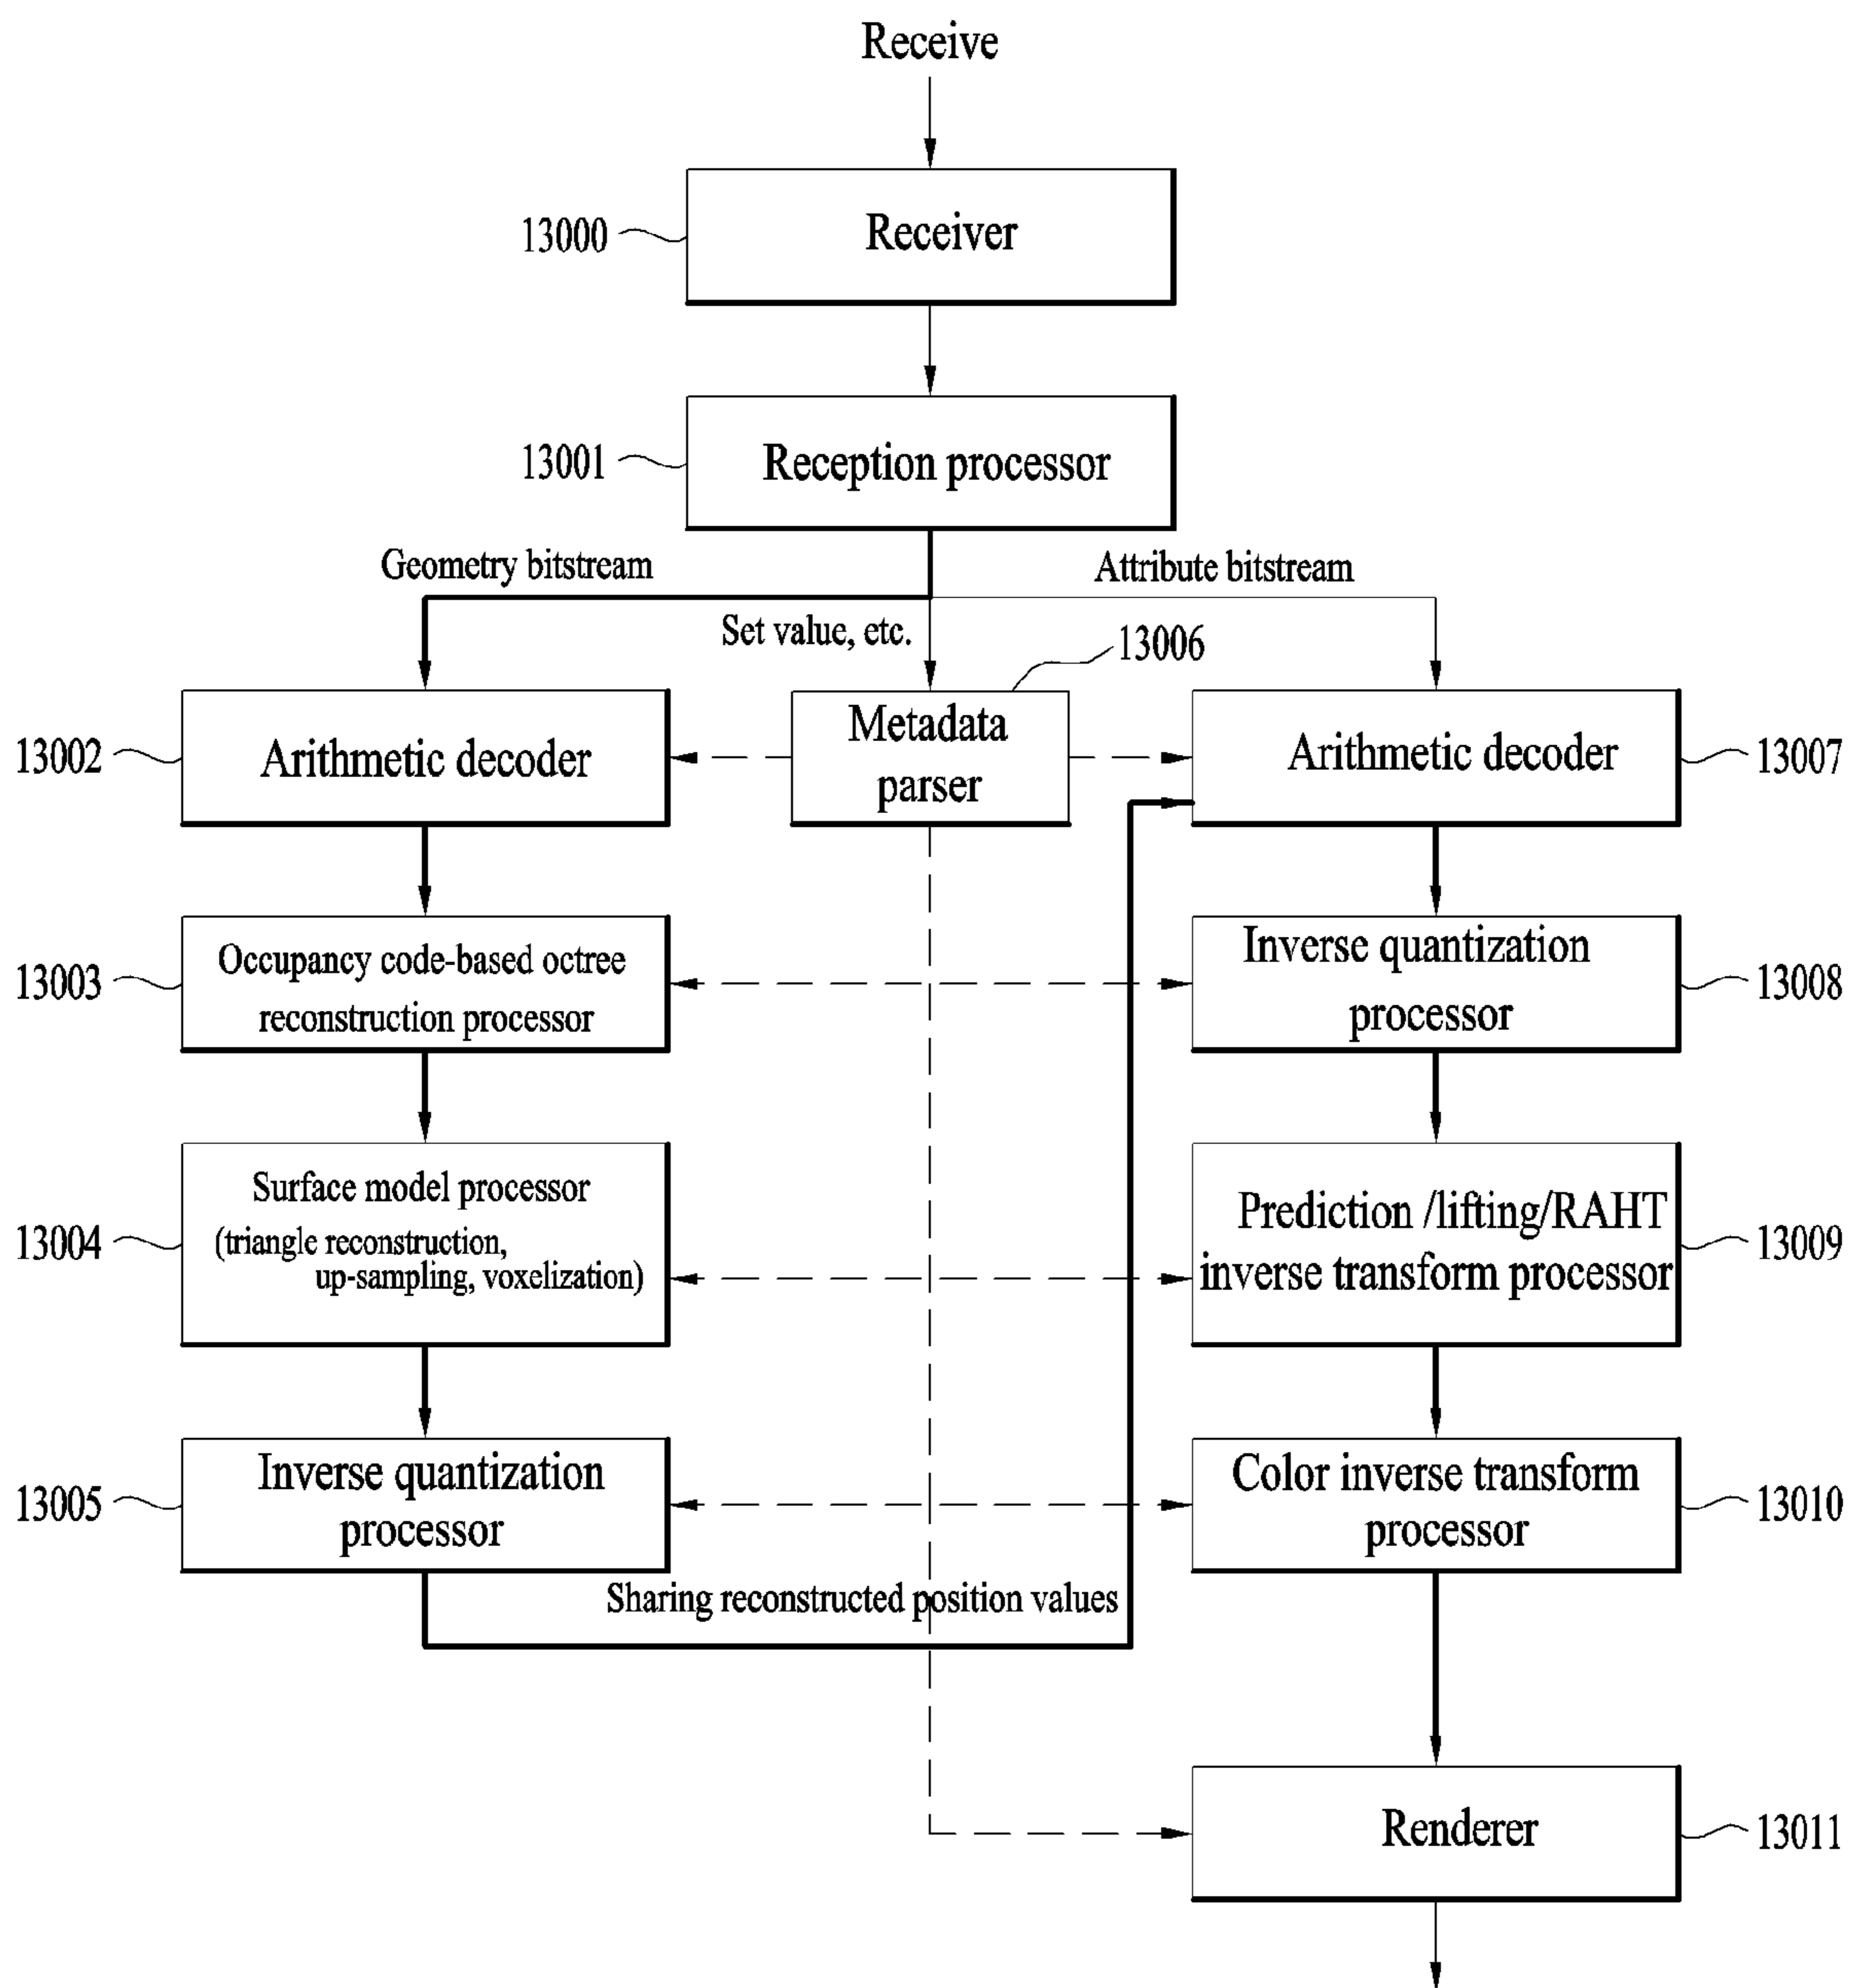 Receive
13000
Receiver
13001
Reception processor
Geometry bitstream
Attribute bitstream
Set value, etc.
13006
13002
Arithmetic decoder
Metadata
parser
Arithmetic decoder
13007
13003
Occupancy code-based octree
reconstruction processor
Inverse quantization
processor
13008
13004
Surface model processor
(triangle reconstruction,
up-sampling, voxelization)
Prediction /lifting/RAHT
inverse transform processor
13009
13005
Inverse quantization
processor
Color inverse transform
processor
13010
Sharing reconstructed position values
Renderer
13011